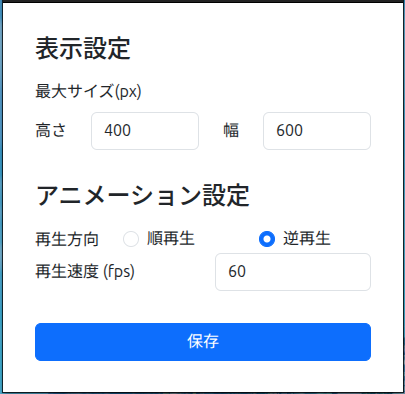 表示設定
最大サイズ(px)
高さ 400 幅 600
アニメーション設定
再生方向 順再生 逆再生
再生速度 (fps) 60
保存